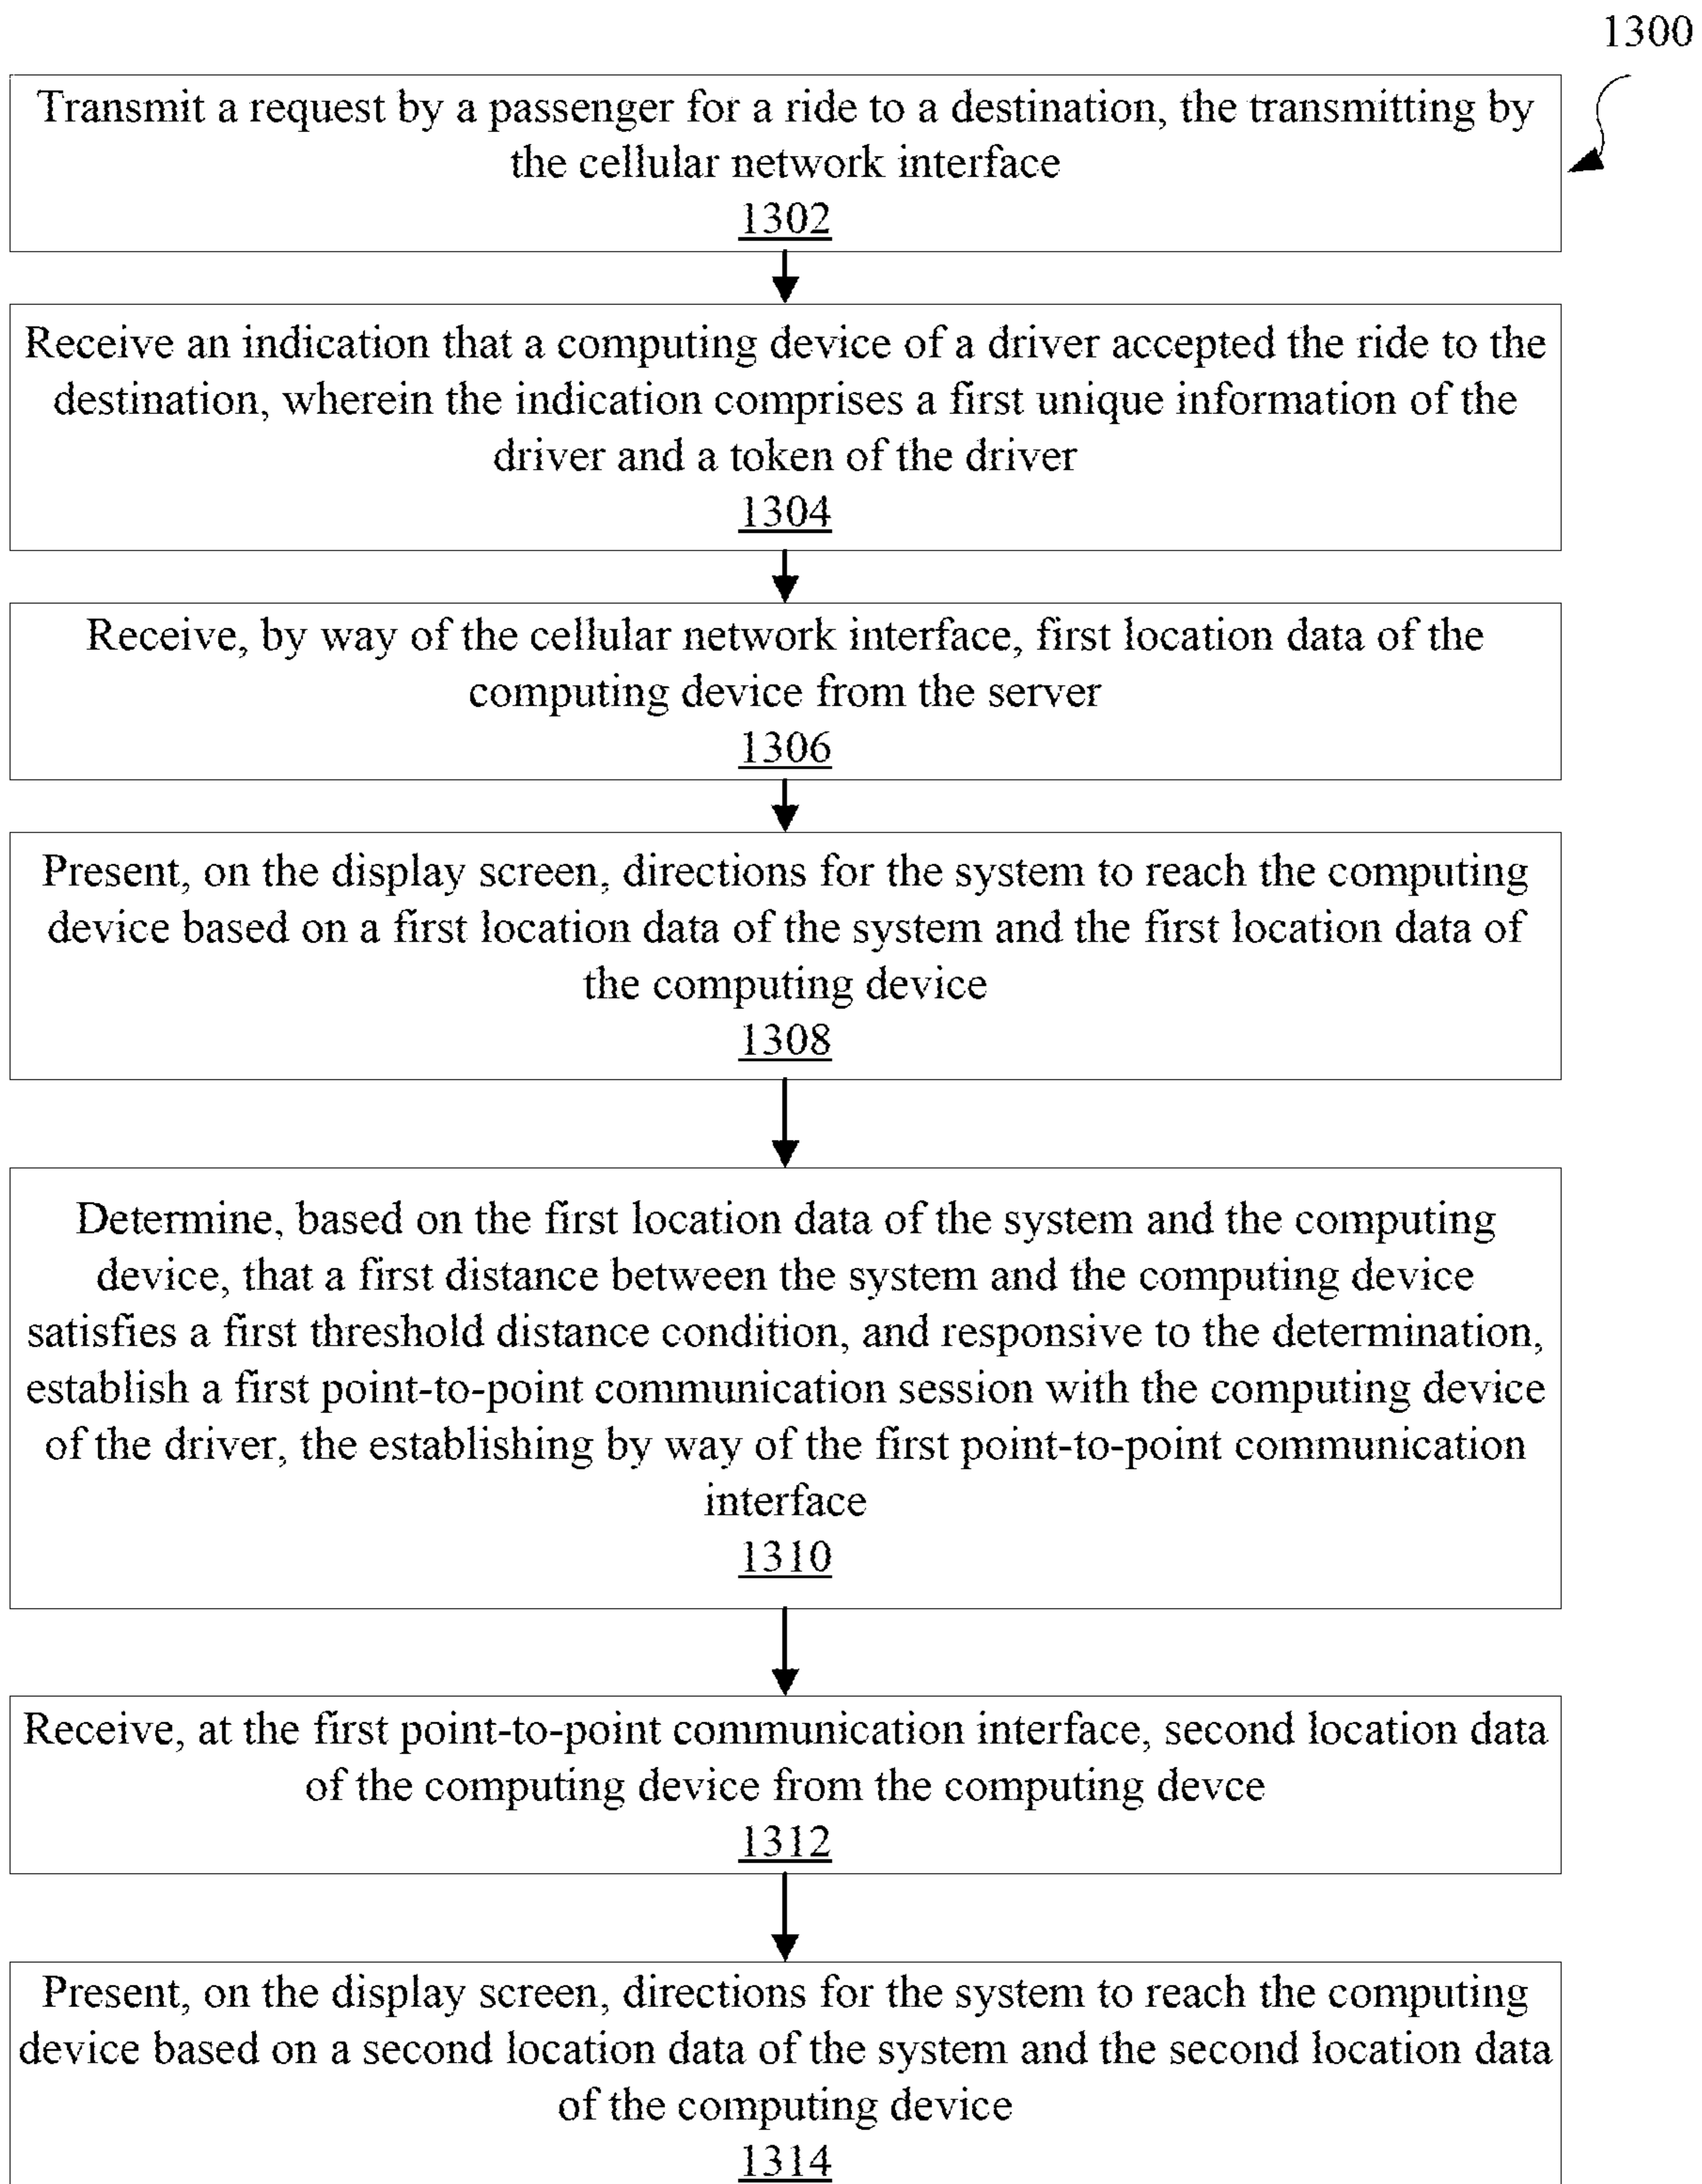 1300
Transmit a request by a passenger for a ride to a destination, the transmitting by
the cellular network interface
1302
Receive an indication that a computing device of a driver accepted the ride to the
destination, wherein the indication comprises a first unique information of the
driver and a token of the driver
1304
Receive, by way of the cellular network interface, first location data of the
computing device from the server
1306
Present, on the display screen, directions for the system to reach the computing
device based on a first location data of the system and the first location data of
the computing device
1308
Determine, based on the first location data of the system and the computing
device, that a first distance between the system and the computing device
satisfies a first threshold distance condition, and responsive to the determination,
establish a first point-to-point communication session with the computing device
of the driver, the establishing by way of the first point-to-point communication
interface
1310
Receive, at the first point-to-point communication interface, second location data
of the computing device from the computing devce
1312
Present, on the display screen, directions for the system to reach the computing
device based on a second location data of the system and the second location data
of the computing device
1314